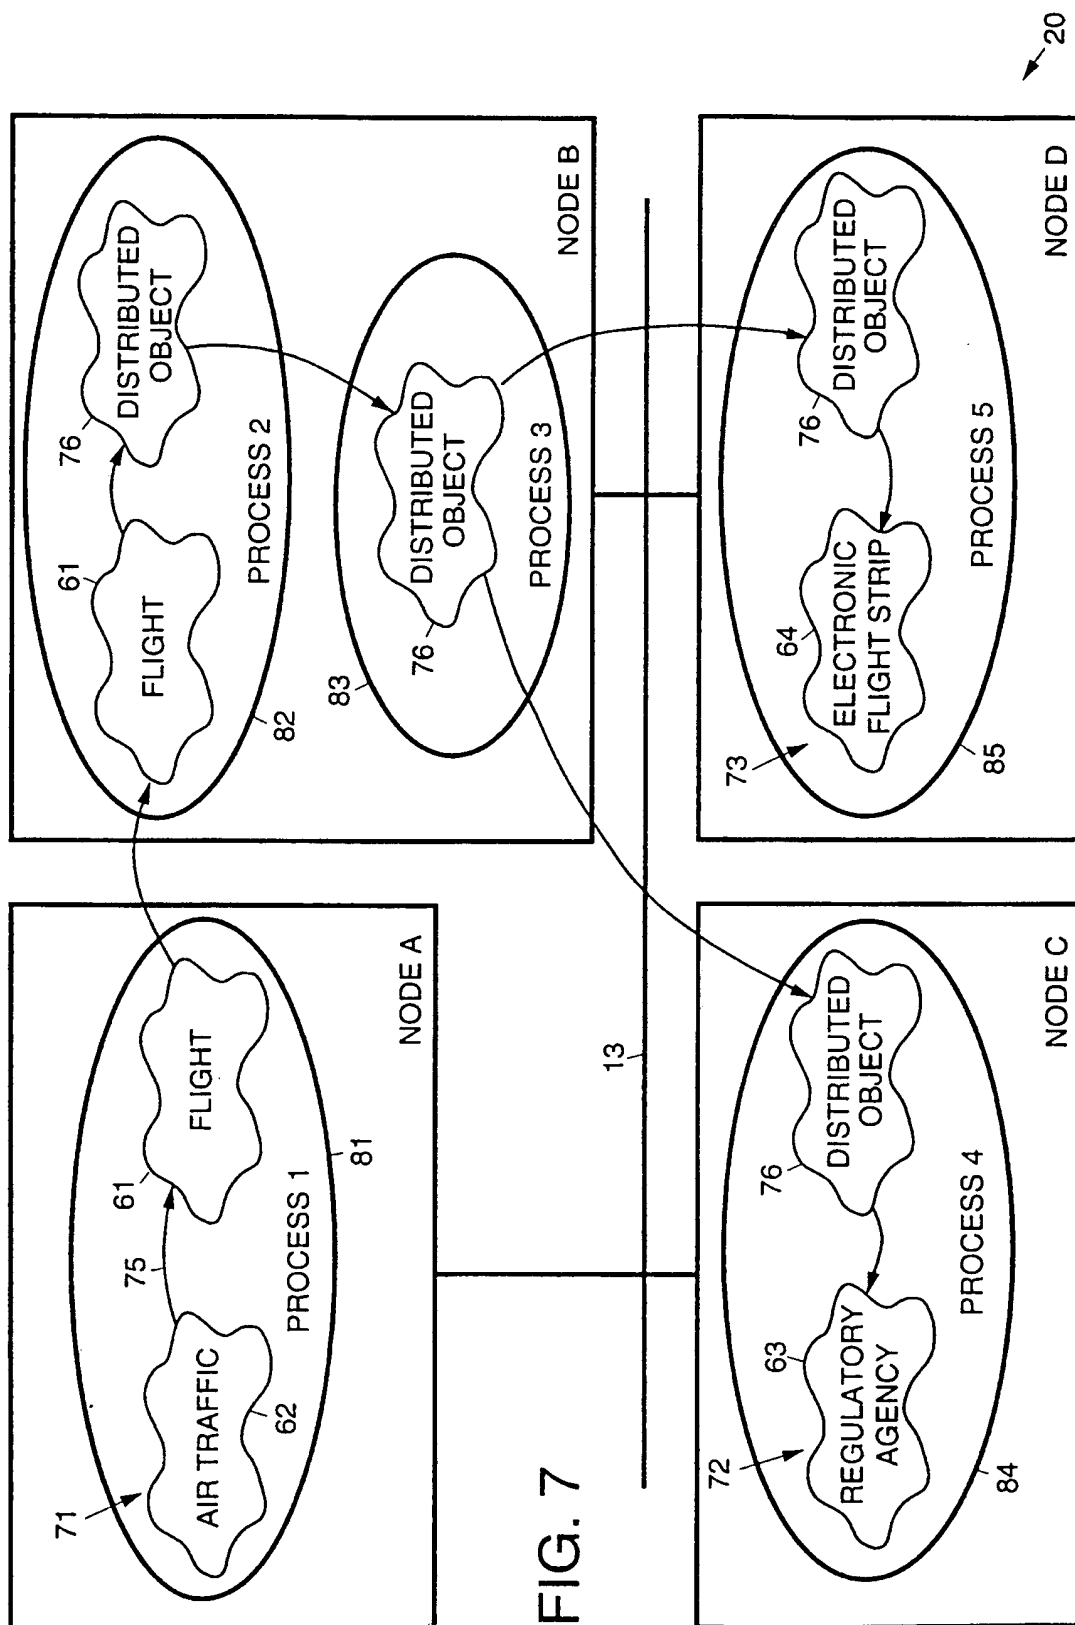 71
AIR TRAFFIC
62
75
61
FLIGHT
PROCESS 1
81
NODE A
61
FLIGHT
82
76
DISTRIBUTED
OBJECT
PROCESS 2
83
76
DISTRIBUTED
OBJECT
PROCESS 3
NODE B
FIG. 7
13
72
63
REGULATORY
AGENCY
84
76
DISTRIBUTED
OBJECT
PROCESS 4
NODE C
73
64
ELECTRONIC
FLIGHT STRIP
85
76
DISTRIBUTED
OBJECT
PROCESS 5
NODE D
20